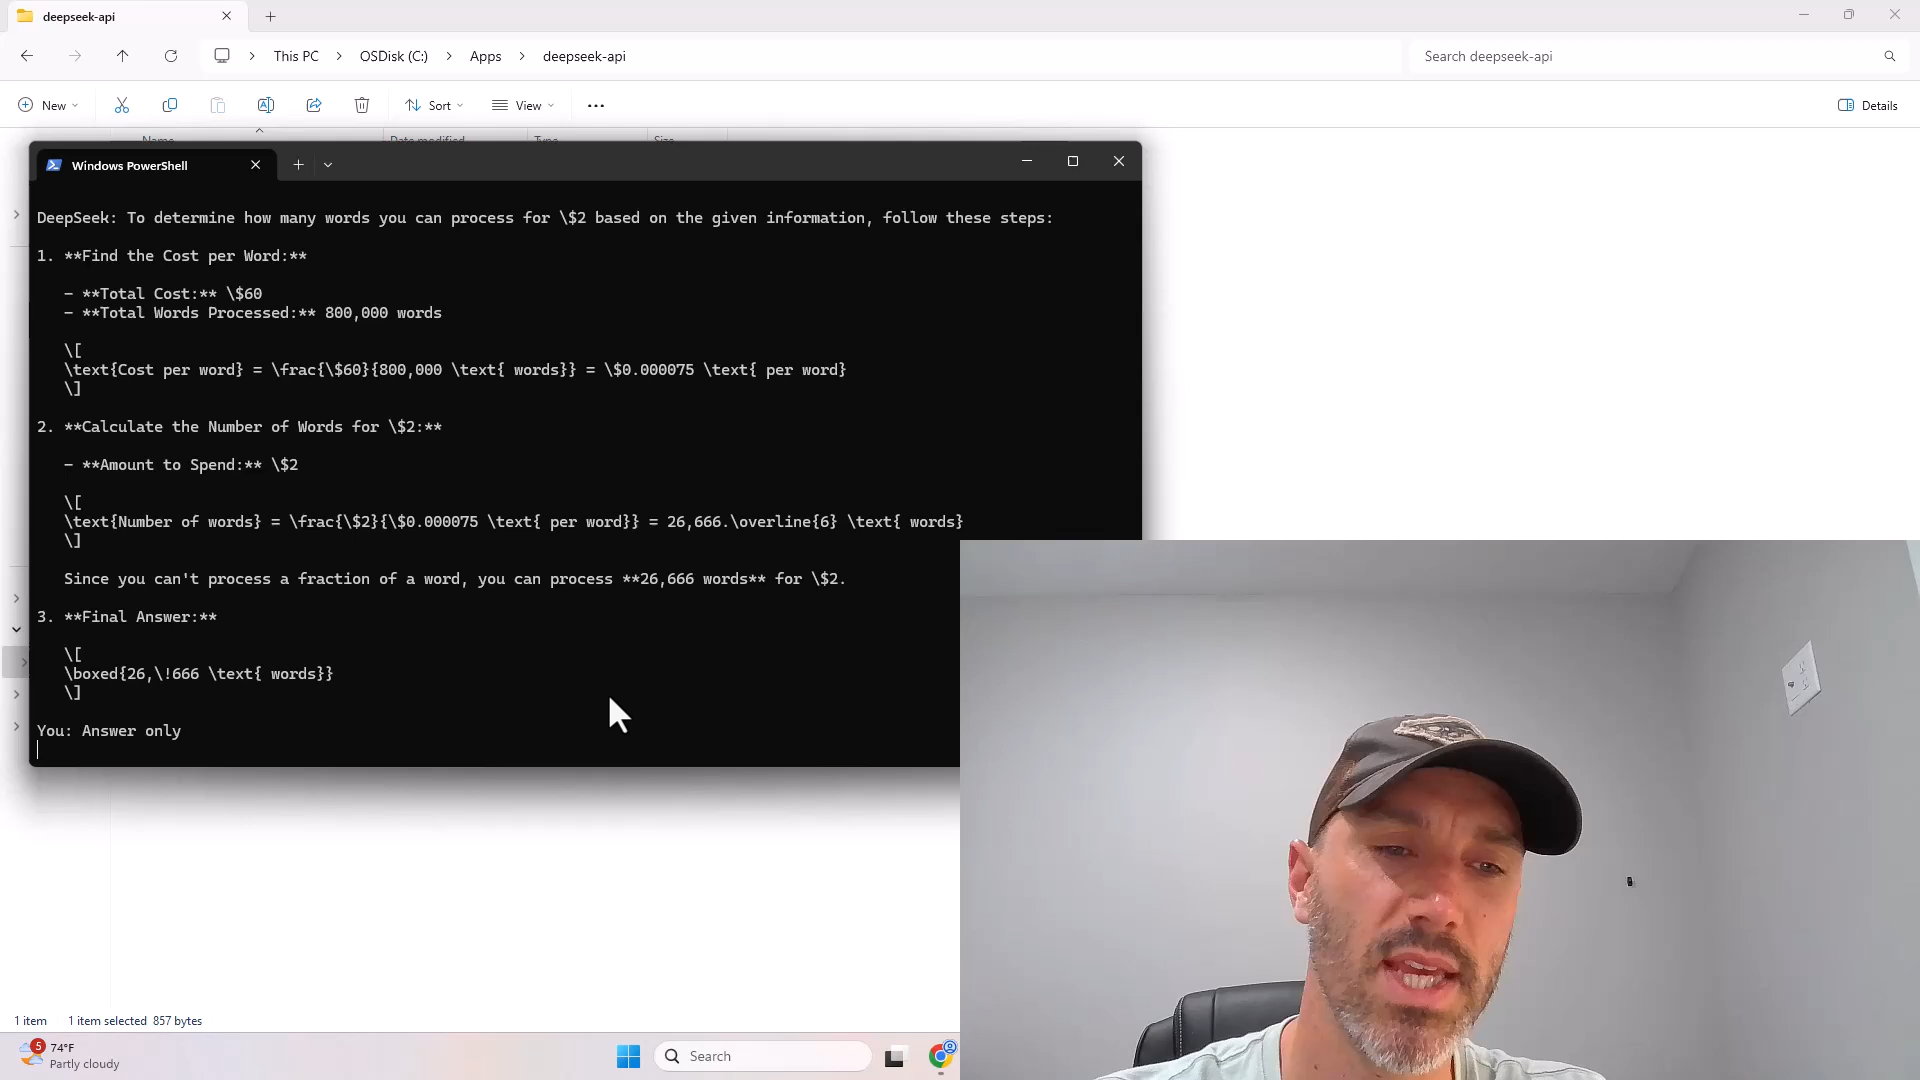 deepseek-api
This PC > OSDisk (C:) > Apps > deepseek-api
Search deepseek-api
New
Sort
View
Details
Name
Date modified
Type
Size
Windows PowerShell
DeepSeek: To determine how many words you can process for \$2 based on the given information, follow these steps:
1. **Find the Cost per Word:**
- **Total Cost:** \$60
- **Total Words Processed:** 800,000 words
\[
\text{Cost per word} = \frac{\$60}{800,000 \text{ words}} = \$0.000075 \text{ per word}
\]
2. **Calculate the Number of Words for \$2:**
- **Amount to Spend:** \$2
\[
\text{Number of words} = \frac{\$2}{\$0.000075 \text{ per word}} = 26,666.\overline{6} \text{ words}
\]
Since you can't process a fraction of a word, you can process **26,666 words** for \$2.
3. **Final Answer:**
\[
\boxed{26,\!666 \text{ words}}
\]
You: Answer only
1 item
1 item selected 857 bytes
5
74°F
Partly cloudy
Search